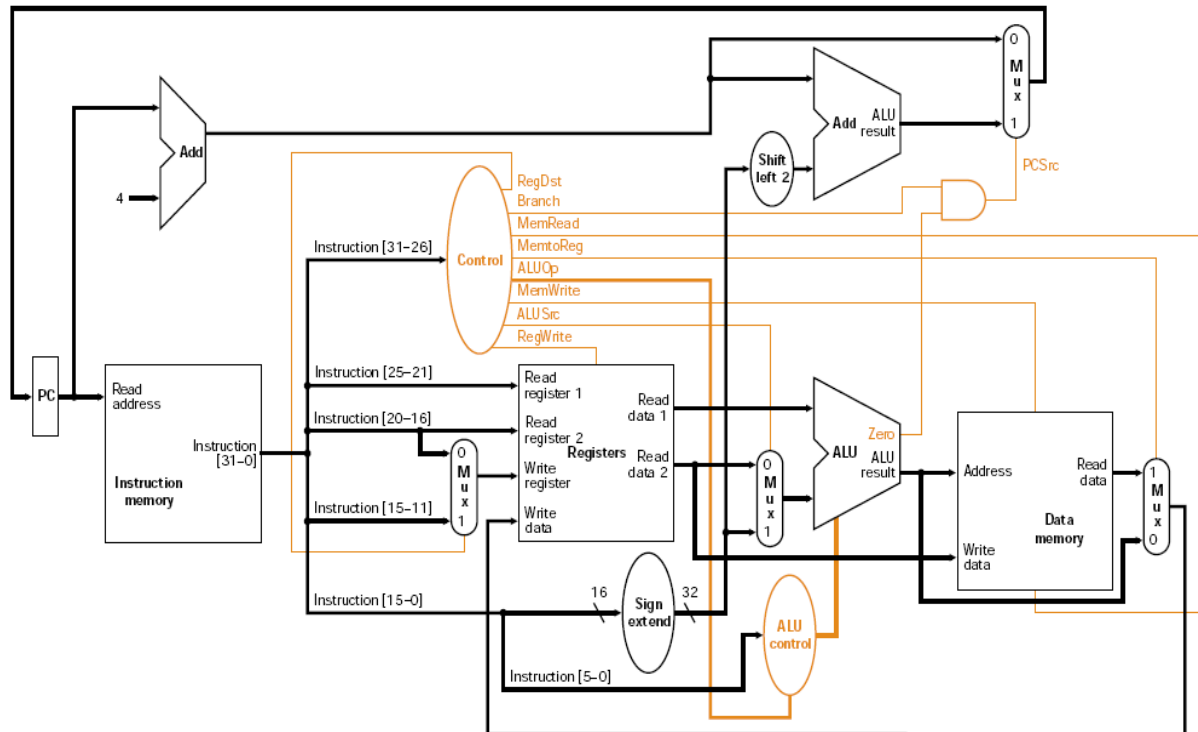 0
M
u
x
1
Add
ALU
result
Add
4
Shift
left 2
PCSrc
RegDst
Branch
MemRead
MemtoReg
ALUOp
MemWrite
ALUSrc
RegWrite
Control
Instruction [31–26]
Instruction [25–21]
Instruction [20–16]
Instruction [15–11]
Instruction [15–0]
Instruction [5–0]
PC
Read
address
Instruction
[31–0]
Instruction
memory
0
M
u
x
1
Read
register 1
Read
register 2
Write
register
Write
data
Registers
Read
data 1
Read
data 2
0
M
u
x
1
Zero
ALU
ALU
result
Address
Write
data
Read
data
Data
memory
1
M
u
x
0
16
Sign
extend
32
ALU
control